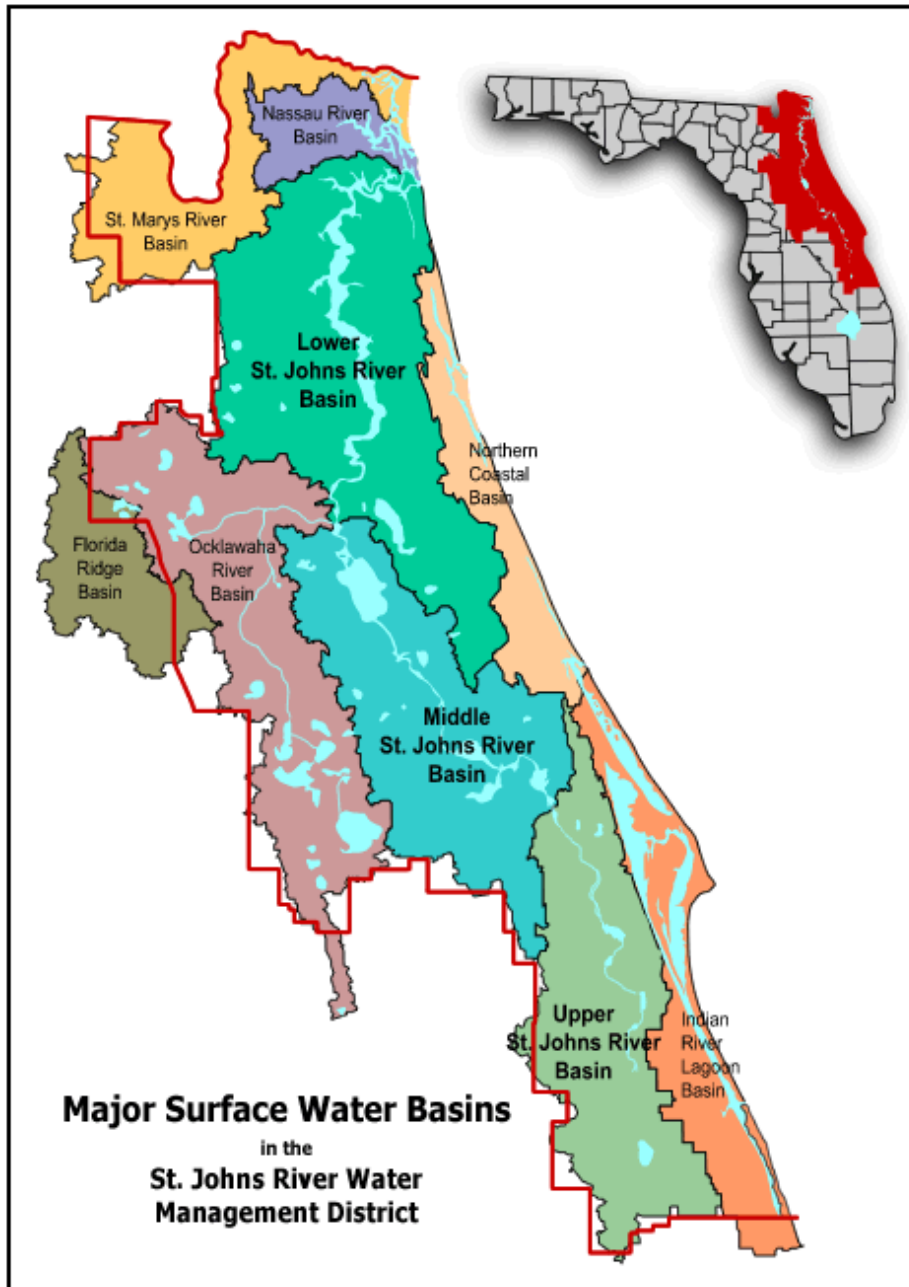 Nassau River
Basin
St. Marys River
Basin
Lower
St. Johns River
Basin
Northern
Coastal
Basin
Florida
Ridge
Basin
Ocklawaha
River
Basin
Middle
St. Johns River
Basin
Upper
St. Johns River
Basin
Indian
River
Lagoon
Basin
Major Surface Water Basins
in the
St. Johns River Water
Management District